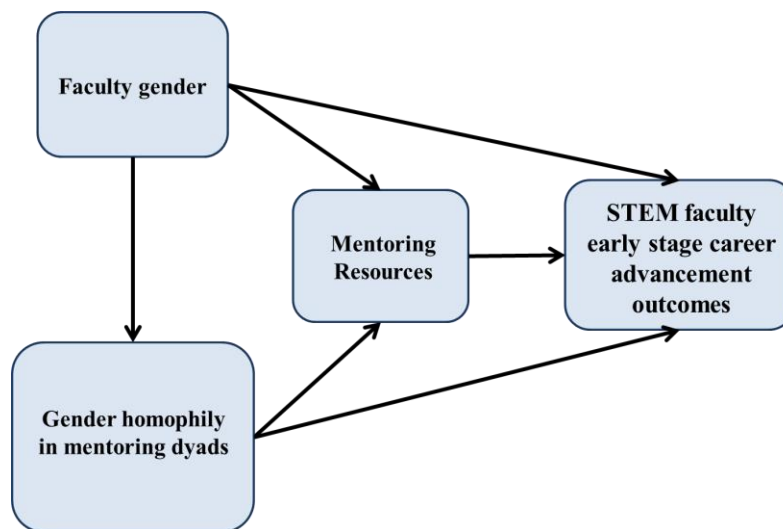 Faculty gender
Mentoring
Resources
STEM faculty
early stage career
advancement
outcomes
Gender homophily
in mentoring dyads